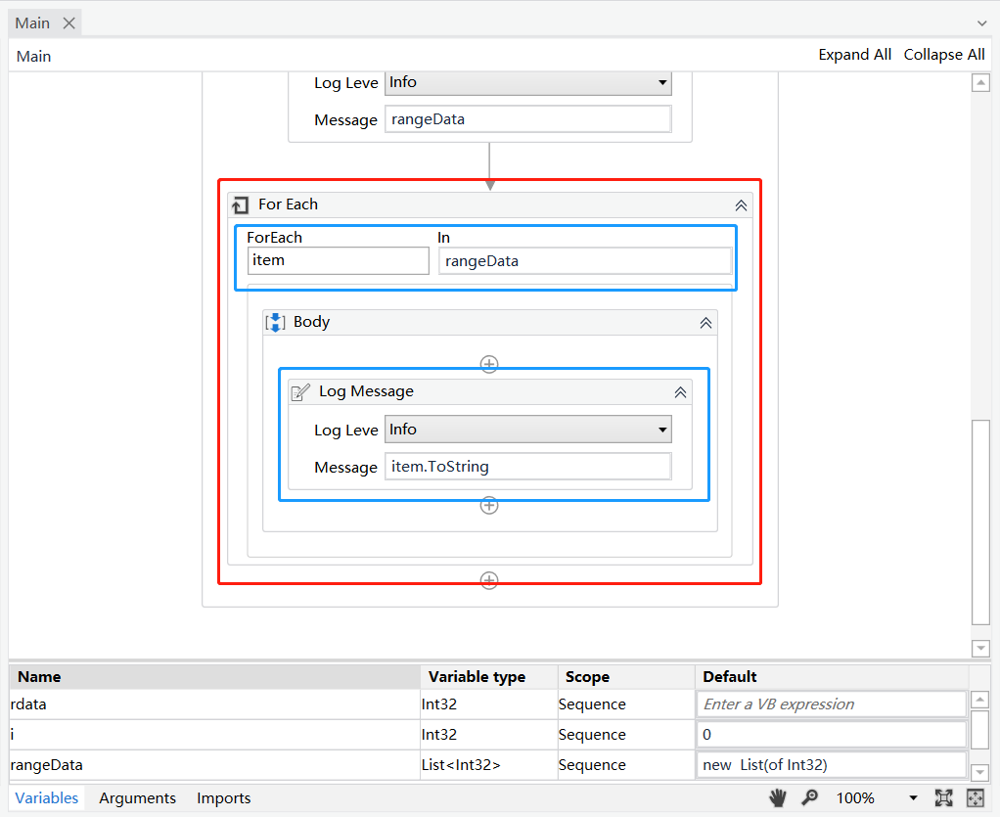 Main
Main Expand All Collapse All
Log Leve Info
Message rangeData
For Each
ForEach In
item rangeData
Body
Log Message
Log Leve Info
Message item.ToString
Name Variable type Scope Default
rdata Int32 Sequence Enter a VB expression
i Int32 Sequence 0
rangeData List<Int32> Sequence new List(of Int32)
Variables Arguments Imports 100%